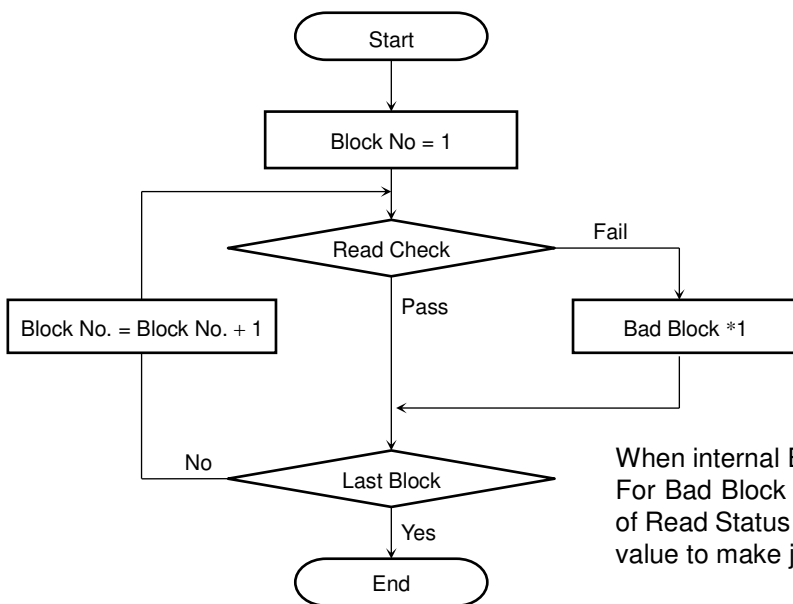 Start
Block No = 1
Read Check
Fail
Pass
Block No. = Block No. + 1
Bad Block *1
No
Last Block
Yes
End
When internal
For Bad Block
of Read Status
value to make